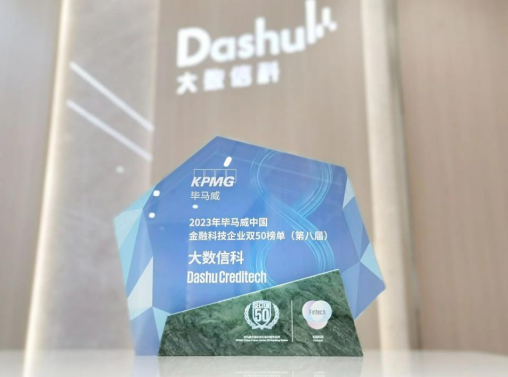 Dashu
大数信科
KPMG
毕马威
2023年毕马威中国
金融科技企业双50榜单（第八届）
大数信科
Dashu Creditech
50